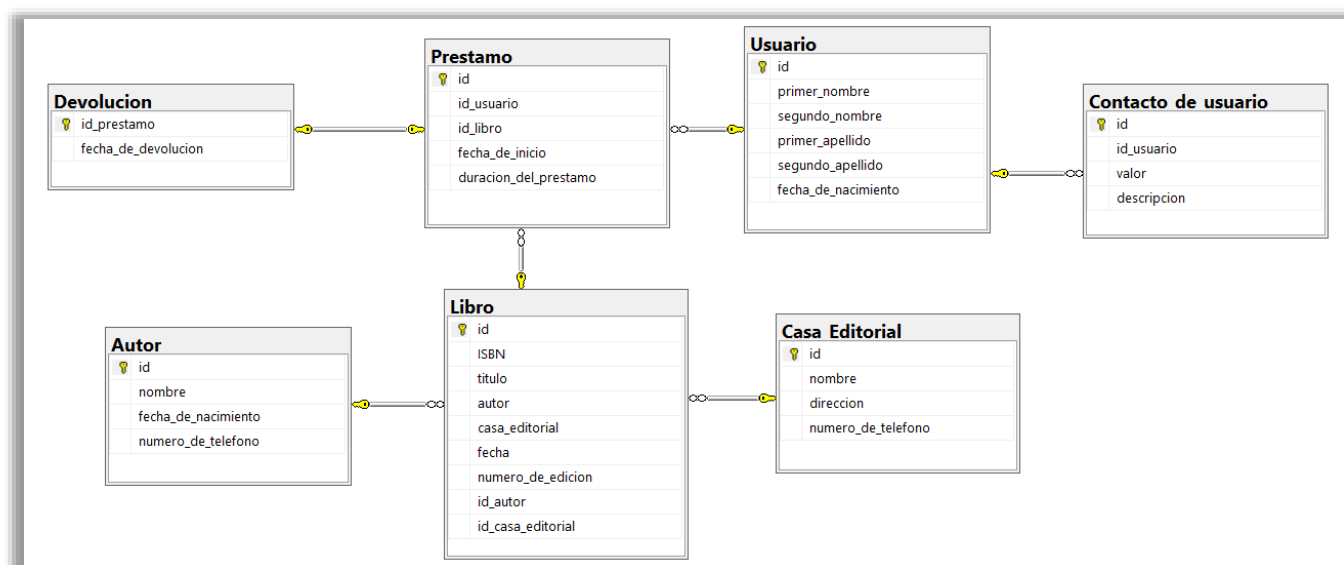 Devolucion
id_prestamo
fecha_de_devolucion
Prestamo
id
id_usuario
id_libro
fecha_de_inicio
duracion_del_prestamo
Usuario
id
primer_nombre
segundo_nombre
primer_apellido
segundo_apellido
fecha_de_nacimiento
Contacto de usuario
id
id_usuario
valor
descripcion
Autor
id
nombre
fecha_de_nacimiento
numero_de_telefono
Libro
id
ISBN
titulo
autor
casa_editorial
fecha
numero_de_edicion
id_autor
id_casa_editorial
Casa Editorial
id
nombre
direccion
numero_de_telefono